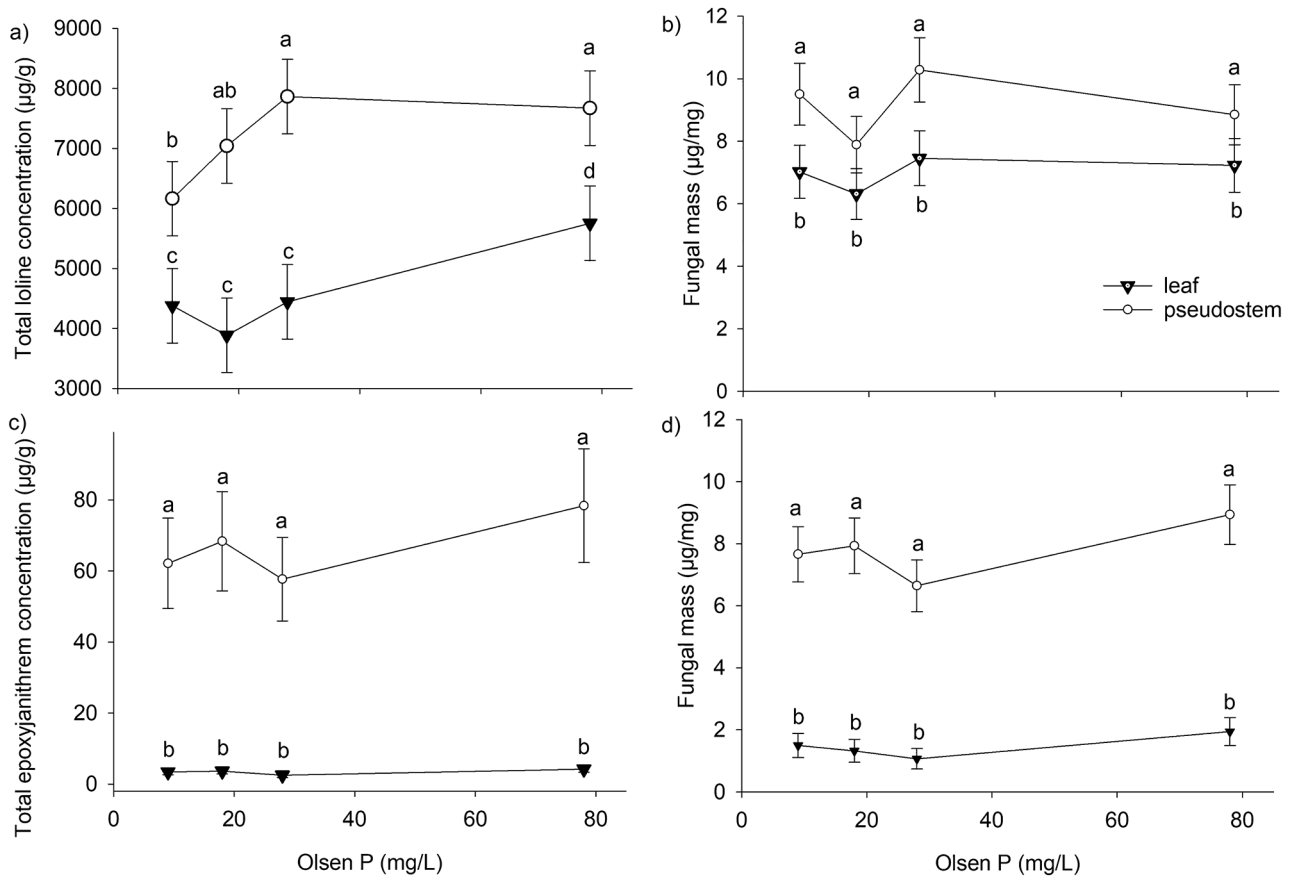 a)
Total loline concentration (µg/g)
9000
8000
7000
6000
5000
4000
3000
b
ab
a
a
c
c
c
d
b)
Fungal mass (µg/mg)
12
10
8
6
4
2
0
a
a
a
a
b
b
b
b
leaf
pseudostem
c)
Total epoxyjanithrem concentration (µg/g)
80
60
40
20
0
a
a
a
a
b
b
b
b
0
20
40
60
80
Olsen P (mg/L)
d)
Fungal mass (µg/mg)
12
10
8
6
4
2
0
a
a
a
a
b
b
b
b
0
20
40
60
80
Olsen P (mg/L)